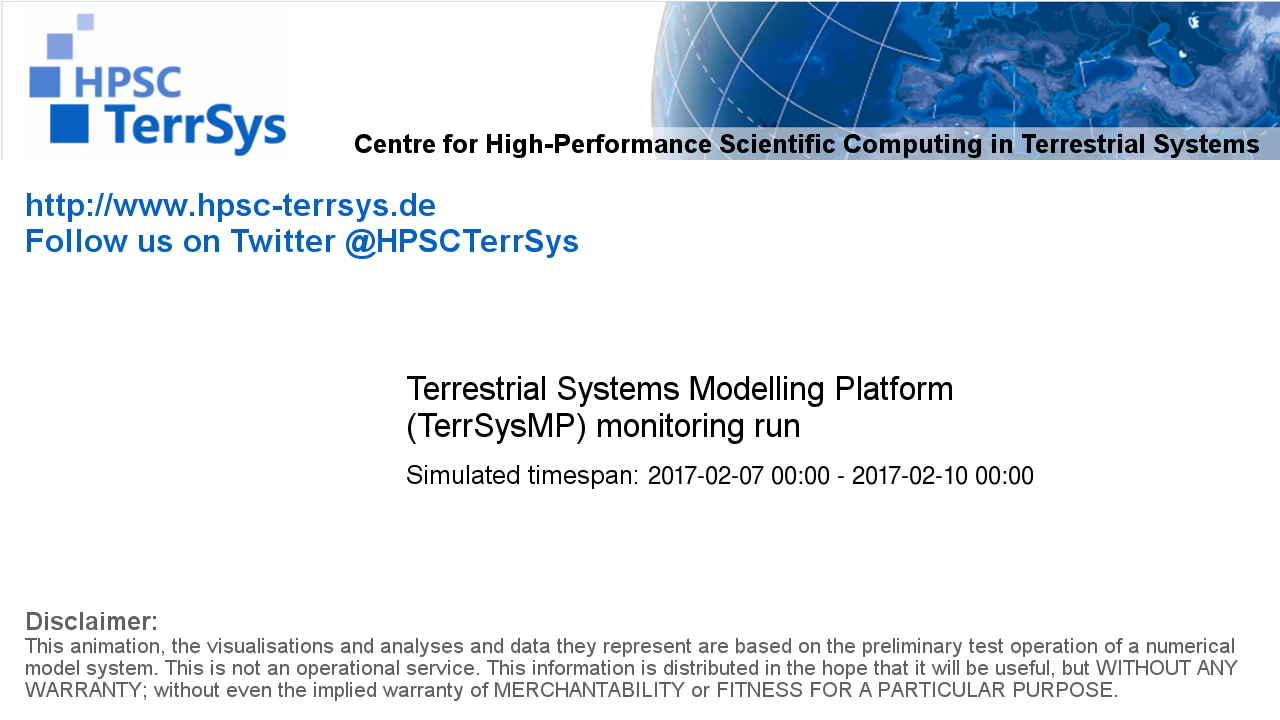 HPSC
TerrSys
Centre for High-Performance Scientific Computing in Terrestrial Systems
http://www.hpsc-terrsys.de
Follow us on Twitter @HPSCTerrSys
Terrestrial Systems Modelling Platform
(TerrSysMP) monitoring run
Simulated timespan: 2017-02-07 00:00 - 2017-02-10 00:00
Disclaimer:
This animation, the visualisations and analyses and data they represent are based on the preliminary test operation of a numerical
model system. This is not an operational service. This information is distributed in the hope that it will be useful, but WITHOUT ANY
WARRANTY; without even the implied warranty of MERCHANTABILITY or FITNESS FOR A PARTICULAR PURPOSE.